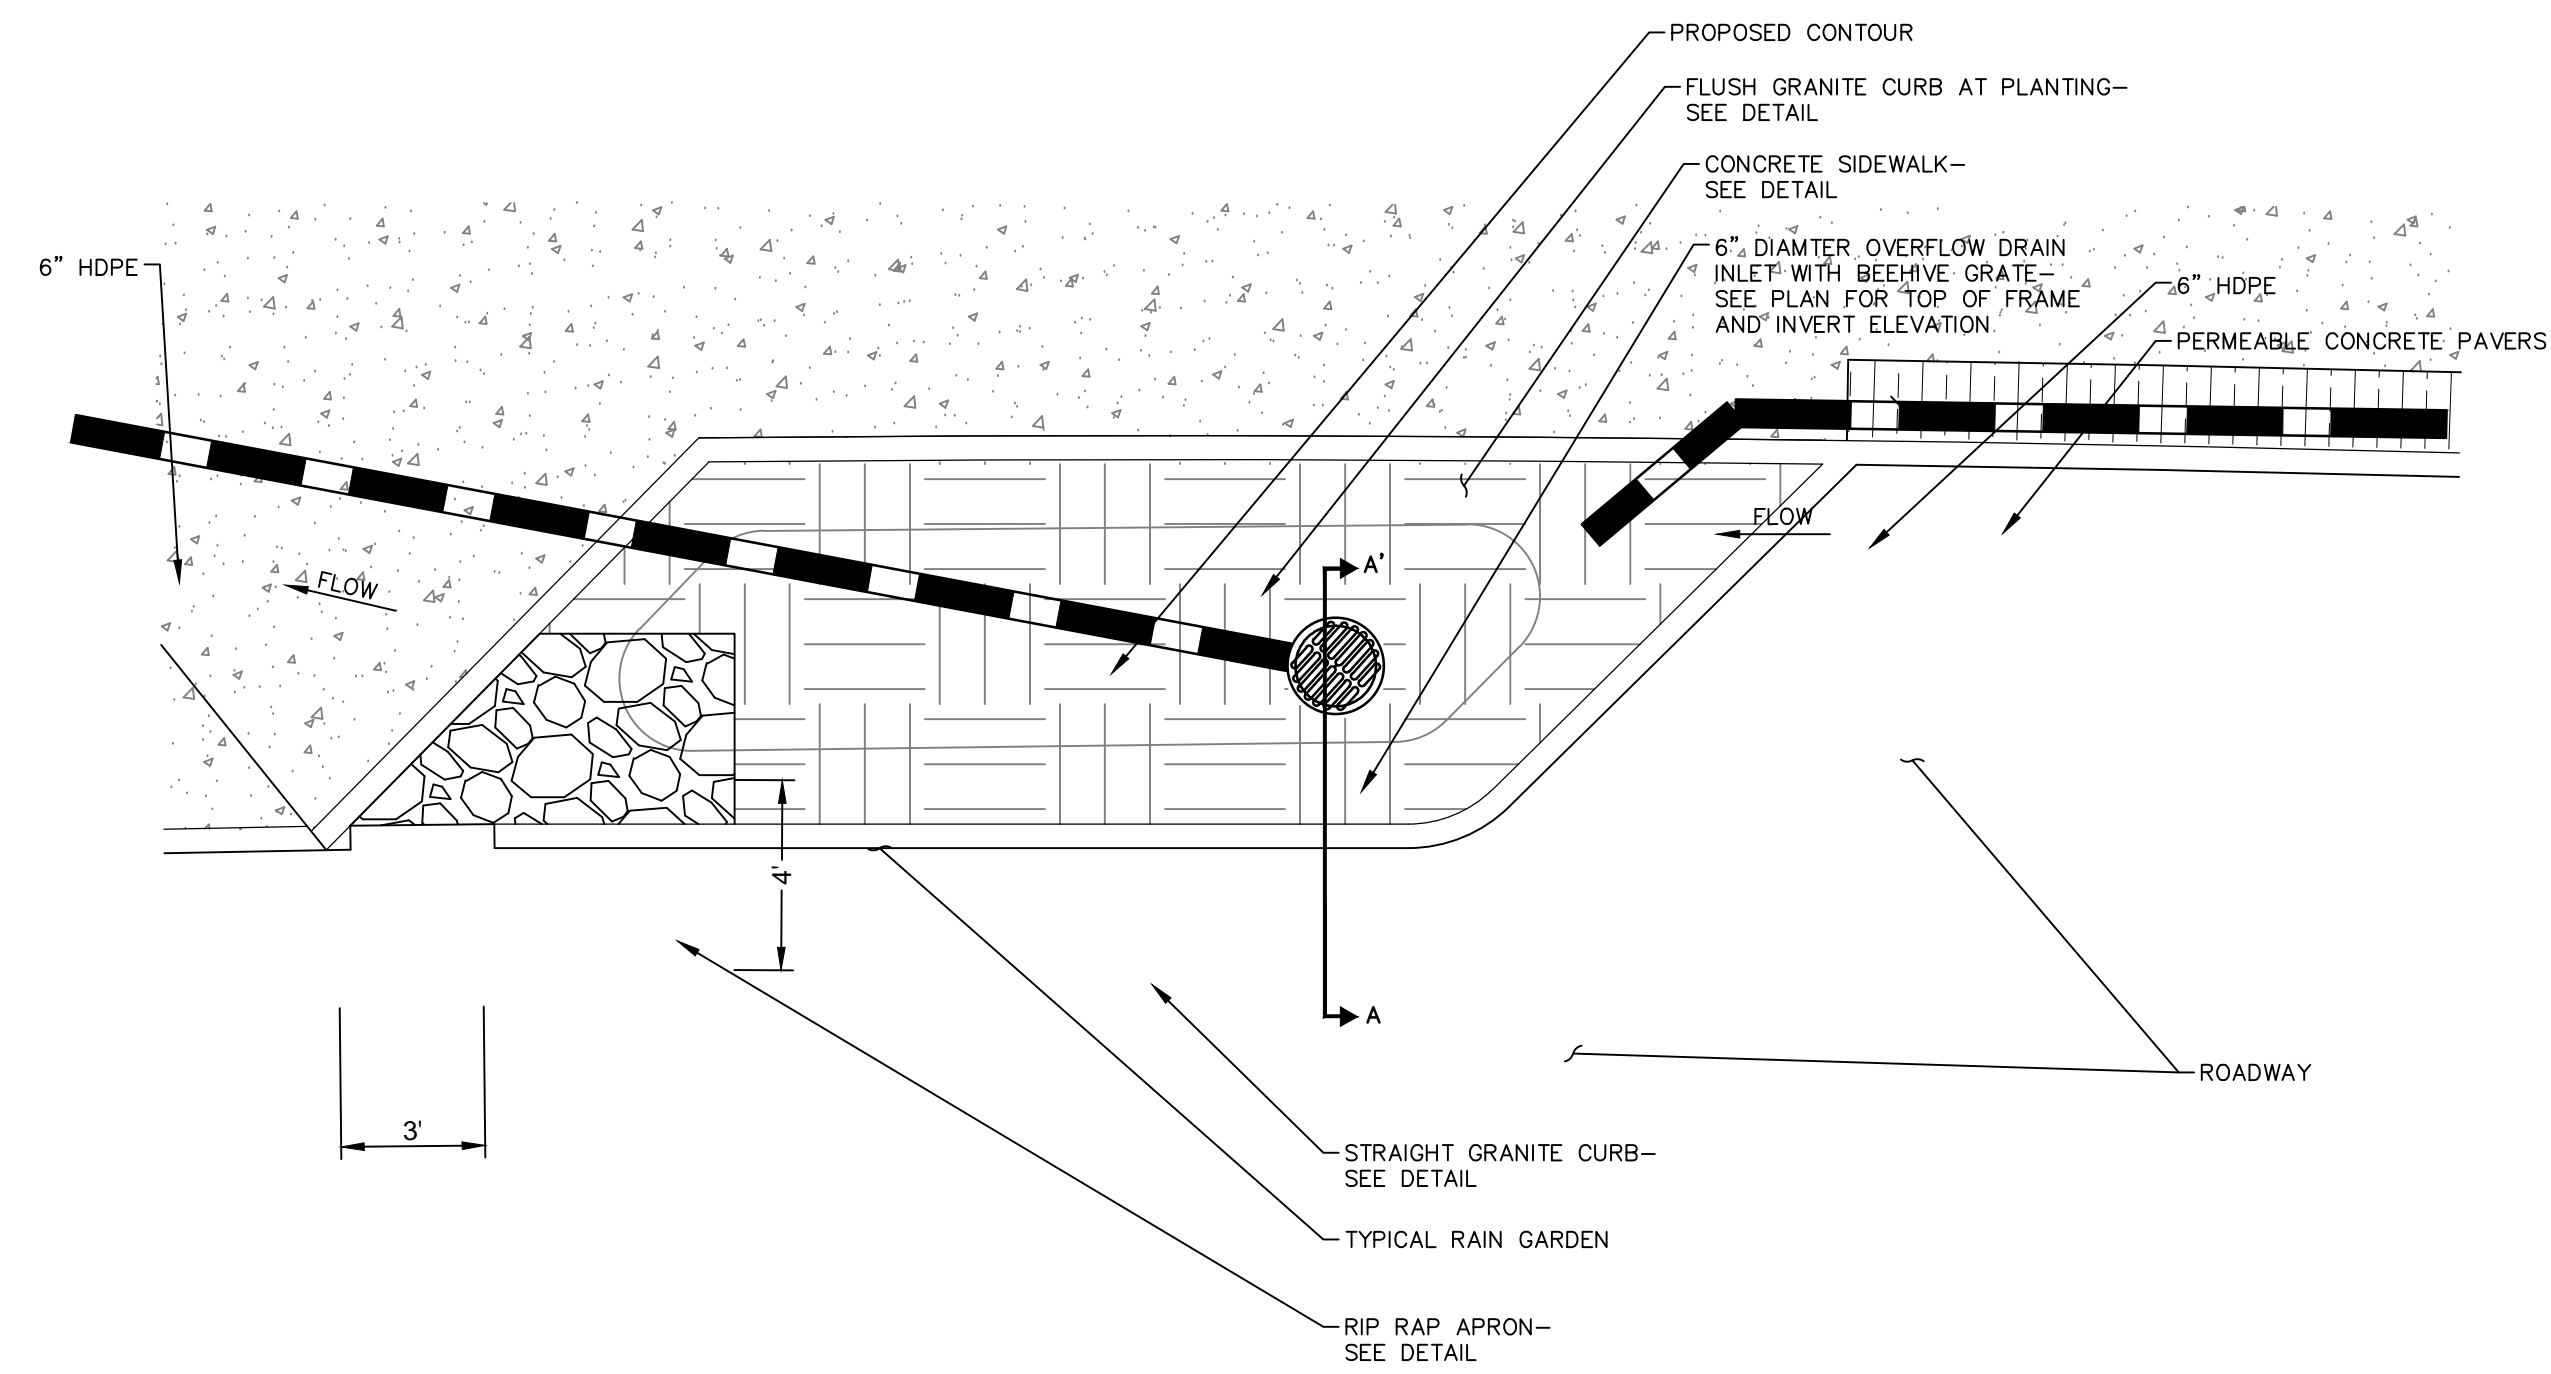 PROPOSED CONTOUR
FLUSH GRANITE CURB AT PLANTING–
SEE DETAIL
CONCRETE SIDEWALK–
SEE DETAIL
6” DIAMTER OVERFLOW DRAIN
INLET WITH BEEHIVE GRATE–
SEE PLAN FOR TOP OF FRAME
AND INVERT ELEVATION
6” HDPE
6” HDPE
PERMEABLE CONCRETE PAVERS
FLOW
FLOW
A’
4'
A
3'
ROADWAY
STRAIGHT GRANITE CURB–
SEE DETAIL
TYPICAL RAIN GARDEN
RIP RAP APRON–
SEE DETAIL